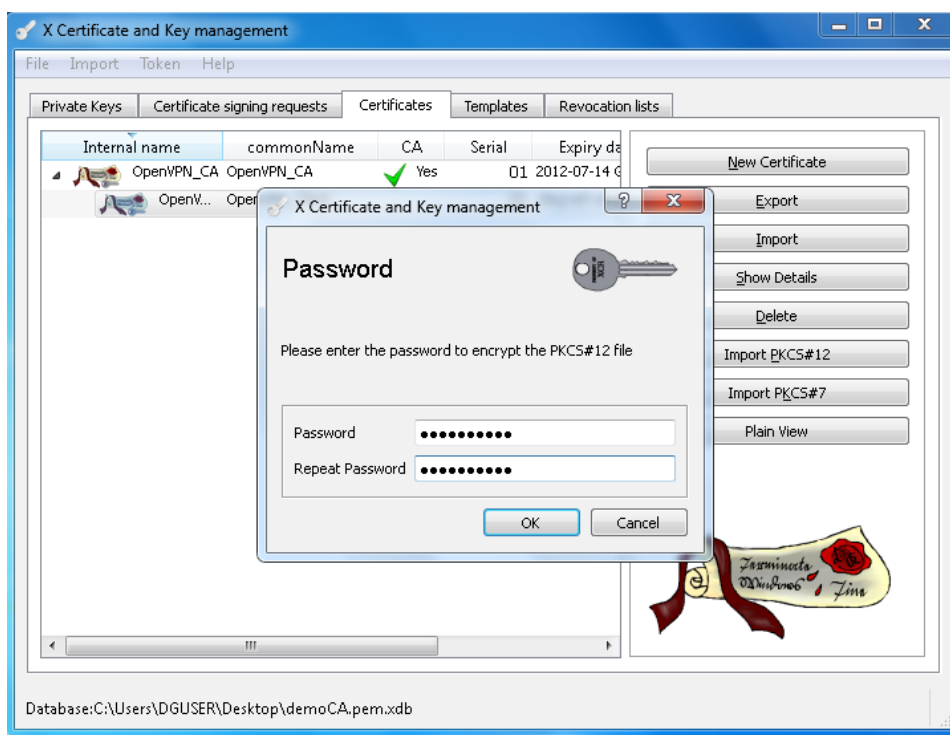 X Certificate and Key management
File Import Token Help
Private Keys Certificate signing requests Certificates Templates Revocation lists
Internal name commonName CA Serial Expiry da
OpenVPN_CA OpenVPN_CA Yes 01 2012-07-14
OpenV... Oper
X Certificate and Key management
Password
Please enter the password to encrypt the PKCS#12 file
Password
Repeat Password
OK Cancel
New Certificate
Export
Import
Show Details
Delete
Import PKCS#12
Import PKCS#7
Plain View
Windows
Database:C:\Users\DGUSER\Desktop\demoCA.pem.xdb